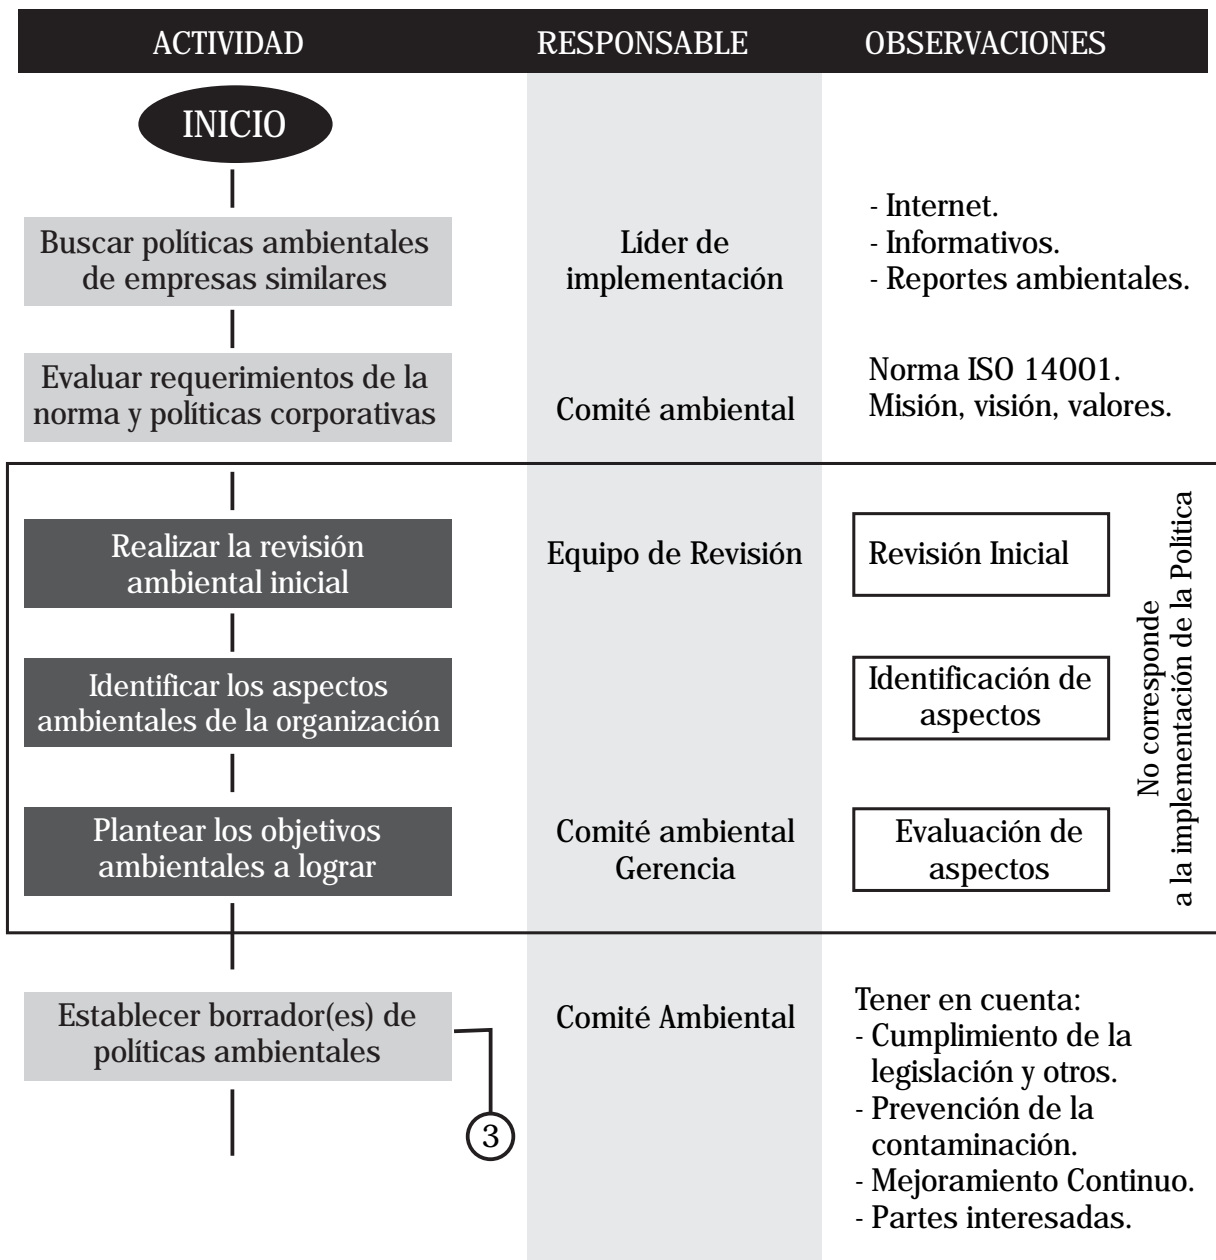 ACTIVIDAD RESPONSABLE OBSERVACIONES
INICIO
Buscar políticas ambientales
de empresas similares
Líder de
implementación
- Internet.
- Informativos.
- Reportes ambientales.
Evaluar requerimientos de la
norma y políticas corporativas
Comité ambiental
Norma ISO 14001.
Misión, visión, valores.
Realizar la revisión
ambiental inicial
Equipo de Revisión
Revisión Inicial
Identificar los aspectos
ambientales de la organización
Identificación de
aspectos
Plantear los objetivos
ambientales a lograr
Comité ambiental
Gerencia
Evaluación de
aspectos
No corresponde
a la implementación de la Política
Establecer borrador(es) de
políticas ambientales
3
Comité Ambiental
Tener en cuenta:
- Cumplimiento de la
legislación y otros.
- Prevención de la
contaminación.
- Mejoramiento Continuo.
- Partes interesadas.